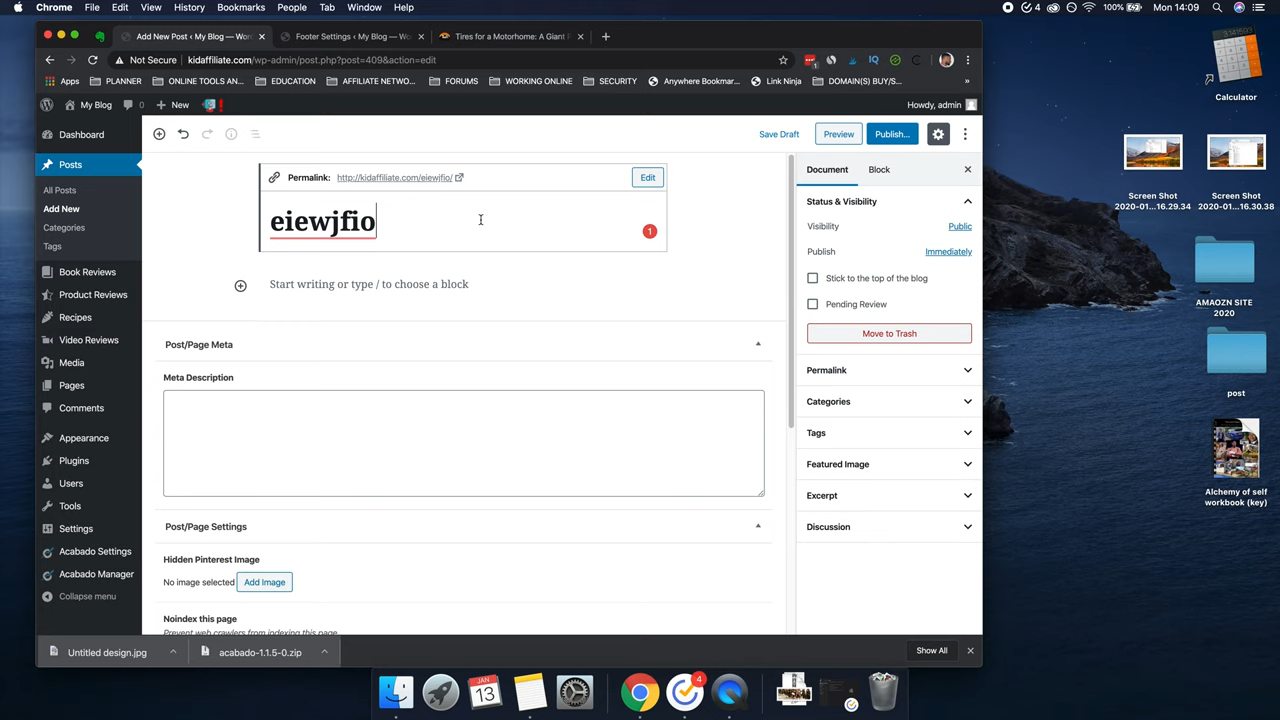 Chrome File Edit View History Bookmarks People Tab Window Help
4 100% Mon 14:09
Add New Post ‹ My Blog — Wor
Footer Settings ‹ My Blog — Wo
Tires for a Motorhome: A Giant P
Not Secure kidaffiliate.com/wp-admin/post.php?post=409&action=edit
Apps PLANNER ONLINE TOOLS AN... EDUCATION AFFILIATE NETWO... FORUMS WORKING ONLINE SECURITY Anywhere Bookmar... Link Ninja DOMAIN(S) BUY/S... »
My Blog 0 New ! Howdy, admin
Dashboard
Posts
All Posts
Add New
Categories
Tags
Book Reviews
Product Reviews
Recipes
Video Reviews
Media
Pages
Comments
Appearance
Plugins
Users
Tools
Settings
Acabado Settings
Acabado Manager
Collapse menu
Save Draft Preview Publish...
Permalink: http://kidaffiliate.com/eiewjfio/ Edit
eiewjfio
1
Start writing or type / to choose a block
Post/Page Meta
Meta Description
Post/Page Settings
Hidden Pinterest Image
No image selected Add Image
Noindex this page
Prevent web crawlers from indexing this page
Document Block
Status & Visibility
Visibility Public
Publish Immediately
Stick to the top of the blog
Pending Review
Move to Trash
Permalink
Categories
Tags
Featured Image
Excerpt
Discussion
Untitled design.jpg
acabado-1.1.5-0.zip
Show All
Calculator
Screen Shot
2020-01...16.29.34
Screen Shot
2020-01...16.30.38
AMAOZN SITE
2020
post
Alchemy of self
workbook (key)
JAN
13
4